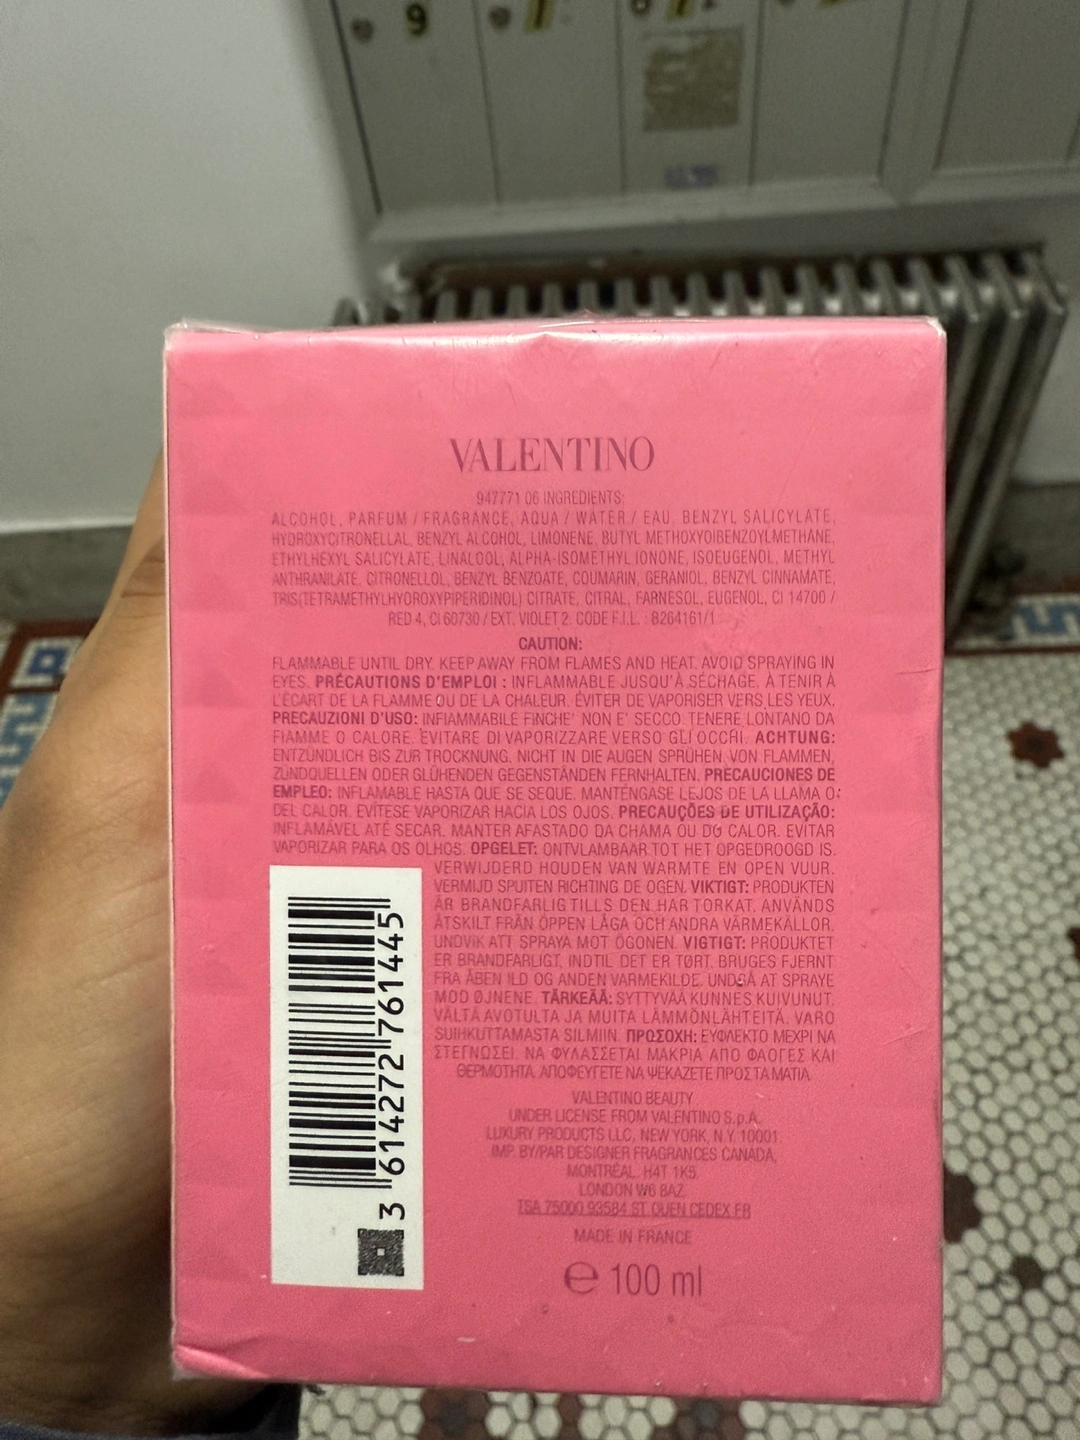 9
VALENTINO
947771 06 INGREDIENTS:
ALCOHOL, PARFUM / FRAGRANCE, AQUA / WATER / EAU, BENZYL SALICYLATE,
HYDROXYCITRONELLAL, BENZYL ALCOHOL, LIMONENE, BUTYL METHOXYDIBENZOYLMETHANE,
ETHYLHEXYL SALICYLATE, LINALOOL, ALPHA-ISOMETHYL IONONE, ISOEUGENOL, METHYL
ANTHRANILATE, CITRONELLOL, BENZYL BENZOATE, COUMARIN, GERANIOL, BENZYL CINNAMATE,
TRIS(TETRAMETHYLHYDROXYPIPERIDINOL) CITRATE, CITRAL, FARNESOL, EUGENOL, CI 14700 /
RED 4, CI 60730 / EXT. VIOLET 2. CODE F.I.L. : B264161/1
CAUTION:
FLAMMABLE UNTIL DRY. KEEP AWAY FROM FLAMES AND HEAT. AVOID SPRAYING IN
EYES. PRÉCAUTIONS D'EMPLOI : INFLAMMABLE JUSQU'À SÉCHAGE. À TENIR À
L'ÉCART DE LA FLAMME OU DE LA CHALEUR. ÉVITER DE VAPORISER VERS LES YEUX.
PRECAUZIONI D'USO: INFIAMMABILE FINCHE' NON E' SECCO. TENERE LONTANO DA
FIAMME O CALORE. EVITARE DI VAPORIZZARE VERSO GLI OCCHI. ACHTUNG:
ENTZÜNDLICH BIS ZUR TROCKNUNG. NICHT IN DIE AUGEN SPRÜHEN. VON FLAMMEN,
ZÜNDQUELLEN ODER GLÜHENDEN GEGENSTÄNDEN FERNHALTEN. PRECAUCIONES DE
EMPLEO: INFLAMABLE HASTA QUE SE SEQUE. MANTÉNGASE LEJOS DE LA LLAMA O
DEL CALOR. EVÍTESE VAPORIZAR HACIA LOS OJOS. PRECAUÇÕES DE UTILIZAÇÃO:
INFLAMÁVEL ATÉ SECAR. MANTER AFASTADO DA CHAMA OU DO CALOR. EVITAR
VAPORIZAR PARA OS OLHOS. OPGELET: ONTVLAMBAAR TOT HET OPGEDROOGD IS.
VERWIJDERD HOUDEN VAN WARMTE EN OPEN VUUR.
VERMIJD SPUITEN RICHTING DE OGEN. VIKTIGT: PRODUKTEN
ÄR BRANDFARLIG TILLS DEN HAR TORKAT. ANVÄNDS
ÅTSKILT FRÅN ÖPPEN LÅGA OCH ANDRA VÄRMEKÄLLOR.
UNDVIK ATT SPRAYA MOT ÖGONEN. VIGTIGT: PRODUKTET
ER BRANDFARLIGT, INDTIL DET ER TØRT. BRUGES FJERNT
FRA ÅBEN ILD OG ANDEN VARMEKILDE. UNDGÅ AT SPRAYE
MOD ØJNENE. TÄRKEÄÄ: SYTTYVÄÄ KUNNES KUIVUNUT.
VÄLTÄ AVOTULTA JA MUITA LÄMMÖNLÄHTEITÄ. VARO
SUIHKUTTAMASTA SILMIIN. ΠΡΟΣΟΧΗ: ΕΥΦΛΕΚΤΟ ΜΕΧΡΙ ΝΑ
ΣΤΕΓΝΩΣΕΙ. ΝΑ ΦΥΛΑΣΣΕΤΑΙ ΜΑΚΡΙΑ ΑΠΟ ΦΛΟΓΕΣ ΚΑΙ
ΘΕΡΜΟΤΗΤΑ. ΑΠΟΦΕΥΓΕΤΕ ΝΑ ΨΕΚΑΖΕΤΕ ΠΡΟΣ ΤΑ ΜΑΤΙΑ.
3 614272 761445
VALENTINO BEAUTY
UNDER LICENSE FROM VALENTINO S.p.A.
LUXURY PRODUCTS LLC, NEW YORK, N.Y. 10001
IMP. BY/PAR DESIGNER FRAGRANCES CANADA,
MONTRÉAL. H4T 1K5.
LONDON W6 8AZ
TSA 75000 93584 ST OUEN CEDEX FR
MADE IN FRANCE
℮ 100 ml